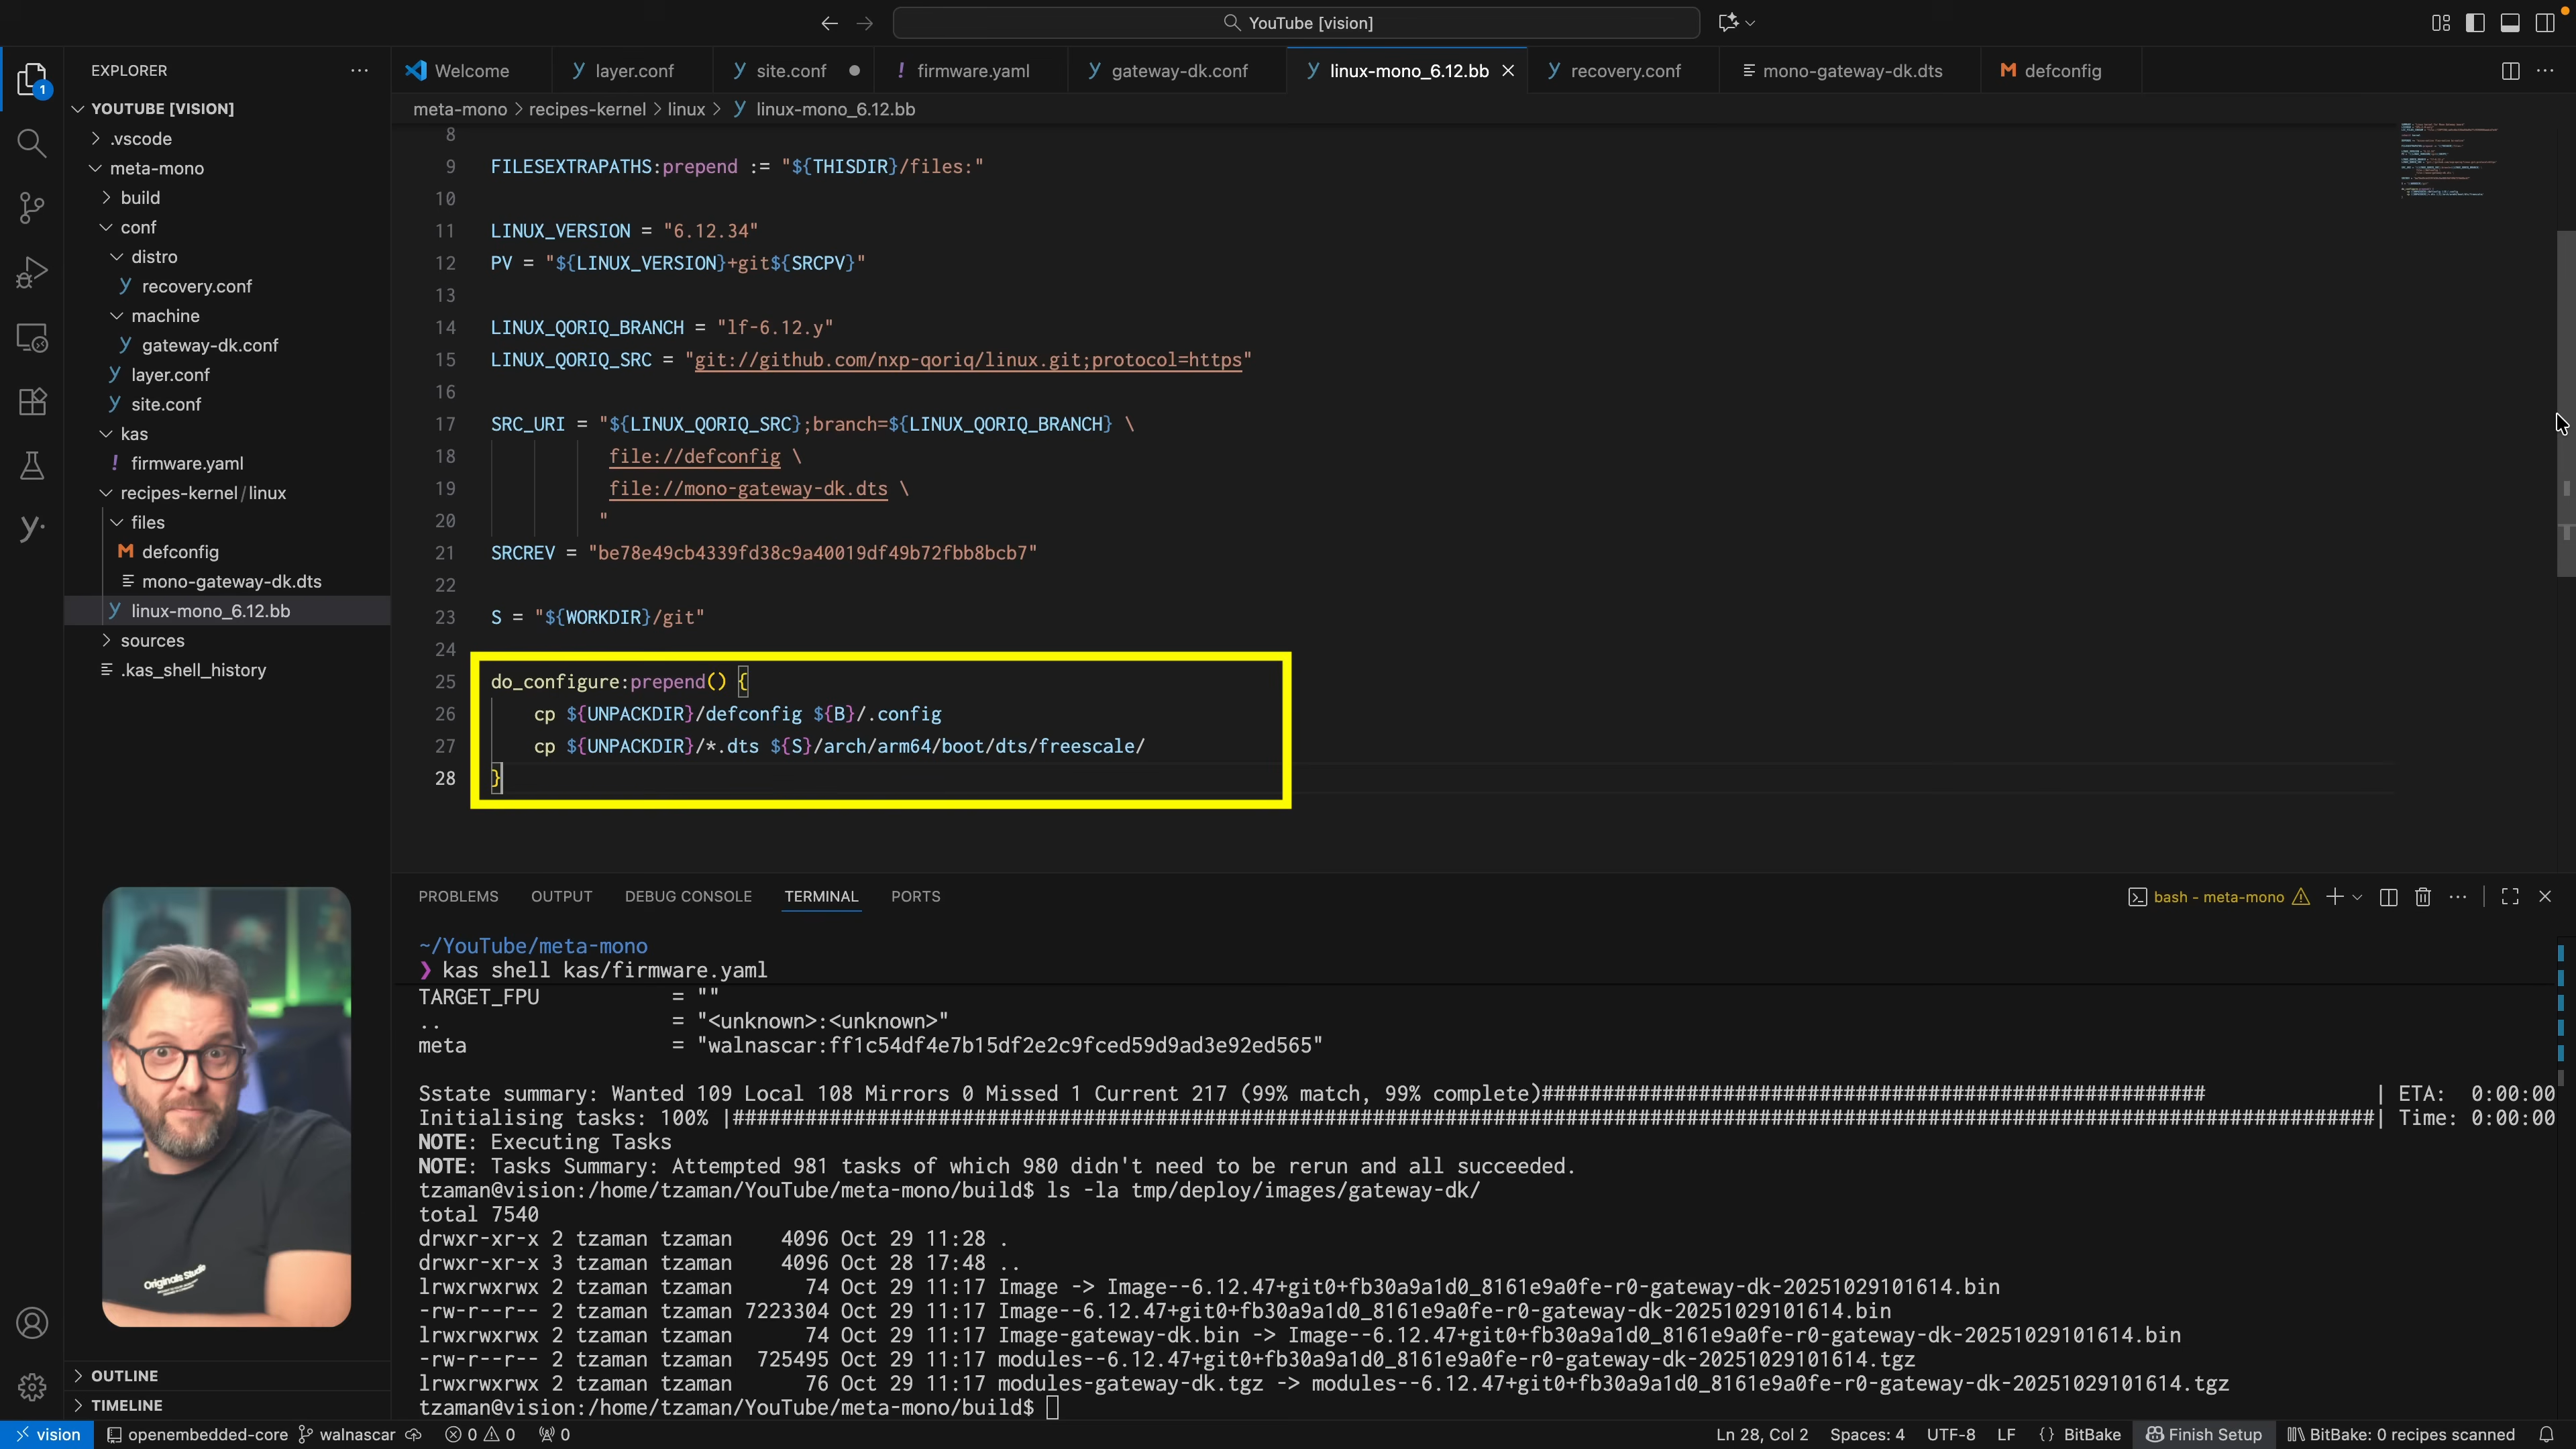 YouTube [vision]
EXPLORER
1
YOUTUBE [VISION]
.vscode
meta-mono
build
conf
distro
recovery.conf
machine
gateway-dk.conf
layer.conf
site.conf
kas
! firmware.yaml
recipes-kernel/linux
files
defconfig
mono-gateway-dk.dts
linux-mono_6.12.bb
sources
.kas_shell_history
OUTLINE
TIMELINE
Welcome
layer.conf
site.conf
! firmware.yaml
gateway-dk.conf
linux-mono_6.12.bb
recovery.conf
mono-gateway-dk.dts
M defconfig
meta-mono > recipes-kernel > linux > linux-mono_6.12.bb
8
9 FILESEXTRAPATHS:prepend := "${THISDIR}/files:"
10
11 LINUX_VERSION = "6.12.34"
12 PV = "${LINUX_VERSION}+git${SRCPV}"
13
14 LINUX_QORIQ_BRANCH = "lf-6.12.y"
15 LINUX_QORIQ_SRC = "git://github.com/nxp-qoriq/linux.git;protocol=https"
16
17 SRC_URI = "${LINUX_QORIQ_SRC};branch=${LINUX_QORIQ_BRANCH} \
18 file://defconfig \
19 file://mono-gateway-dk.dts \
20 "
21 SRCREV = "be78e49cb4339fd38c9a40019df49b72fbb8bcb7"
22
23 S = "${WORKDIR}/git"
24
25 do_configure:prepend() {
26 cp ${UNPACKDIR}/defconfig ${B}/.config
27 cp ${UNPACKDIR}/*.dts ${S}/arch/arm64/boot/dts/freescale/
28 }
PROBLEMS OUTPUT DEBUG CONSOLE TERMINAL PORTS
bash - meta-mono
~/YouTube/meta-mono
❯ kas shell kas/firmware.yaml
TARGET_FPU = ""
.. = "<unknown>:<unknown>"
meta = "walnascar:ff1c54df4e7b15df2e2c9fced59d9ad3e92ed565"
Sstate summary: Wanted 109 Local 108 Mirrors 0 Missed 1 Current 217 (99% match, 99% complete)####################################################### | ETA: 0:00:00
Initialising tasks: 100% |########################################################################################################################################| Time: 0:00:00
NOTE: Executing Tasks
NOTE: Tasks Summary: Attempted 981 tasks of which 980 didn't need to be rerun and all succeeded.
tzaman@vision:/home/tzaman/YouTube/meta-mono/build$ ls -la tmp/deploy/images/gateway-dk/
total 7540
drwxr-xr-x 2 tzaman tzaman 4096 Oct 29 11:28 .
drwxr-xr-x 3 tzaman tzaman 4096 Oct 28 17:48 ..
lrwxrwxrwx 2 tzaman tzaman 74 Oct 29 11:17 Image -> Image--6.12.47+git0+fb30a9a1d0_8161e9a0fe-r0-gateway-dk-20251029101614.bin
-rw-r--r-- 2 tzaman tzaman 7223304 Oct 29 11:17 Image--6.12.47+git0+fb30a9a1d0_8161e9a0fe-r0-gateway-dk-20251029101614.bin
lrwxrwxrwx 2 tzaman tzaman 74 Oct 29 11:17 Image-gateway-dk.bin -> Image--6.12.47+git0+fb30a9a1d0_8161e9a0fe-r0-gateway-dk-20251029101614.bin
-rw-r--r-- 2 tzaman tzaman 725495 Oct 29 11:17 modules--6.12.47+git0+fb30a9a1d0_8161e9a0fe-r0-gateway-dk-20251029101614.tgz
lrwxrwxrwx 2 tzaman tzaman 76 Oct 29 11:17 modules-gateway-dk.tgz -> modules--6.12.47+git0+fb30a9a1d0_8161e9a0fe-r0-gateway-dk-20251029101614.tgz
tzaman@vision:/home/tzaman/YouTube/meta-mono/build$
Originals Studio
vision openembedded-core walnascar 0 0 0
Ln 28, Col 2 Spaces: 4 UTF-8 LF {} BitBake Finish Setup BitBake: 0 recipes scanned